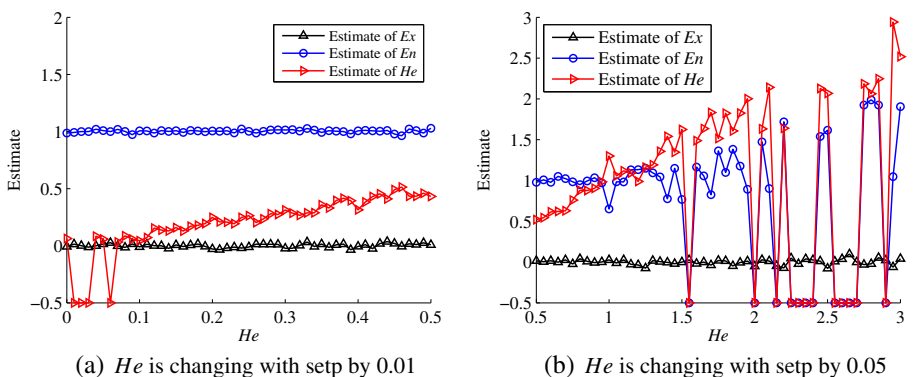 2
1.5
1
0.5
0
−0.5
Estimate
0 0.1 0.2 0.3 0.4 0.5
He
Estimate of Ex
Estimate of En
Estimate of He
(a) He is changing with setp by 0.01
3
2.5
2
1.5
1
0.5
0
−0.5
Estimate
0.5 1 1.5 2 2.5 3
He
Estimate of Ex
Estimate of En
Estimate of He
(b) He is changing with setp by 0.05